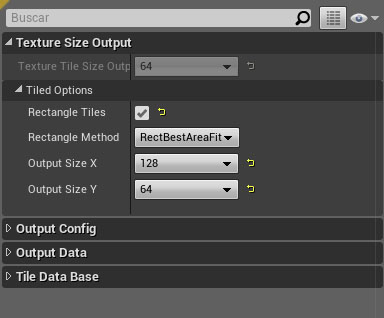 Buscar
Texture Size Output
Texture Tile Size Outp 64
Tiled Options
Rectangle Tiles
Rectangle Method RectBestAreaFit
Output Size X 128
Output Size Y 64
Output Config
Output Data
Tile Data Base